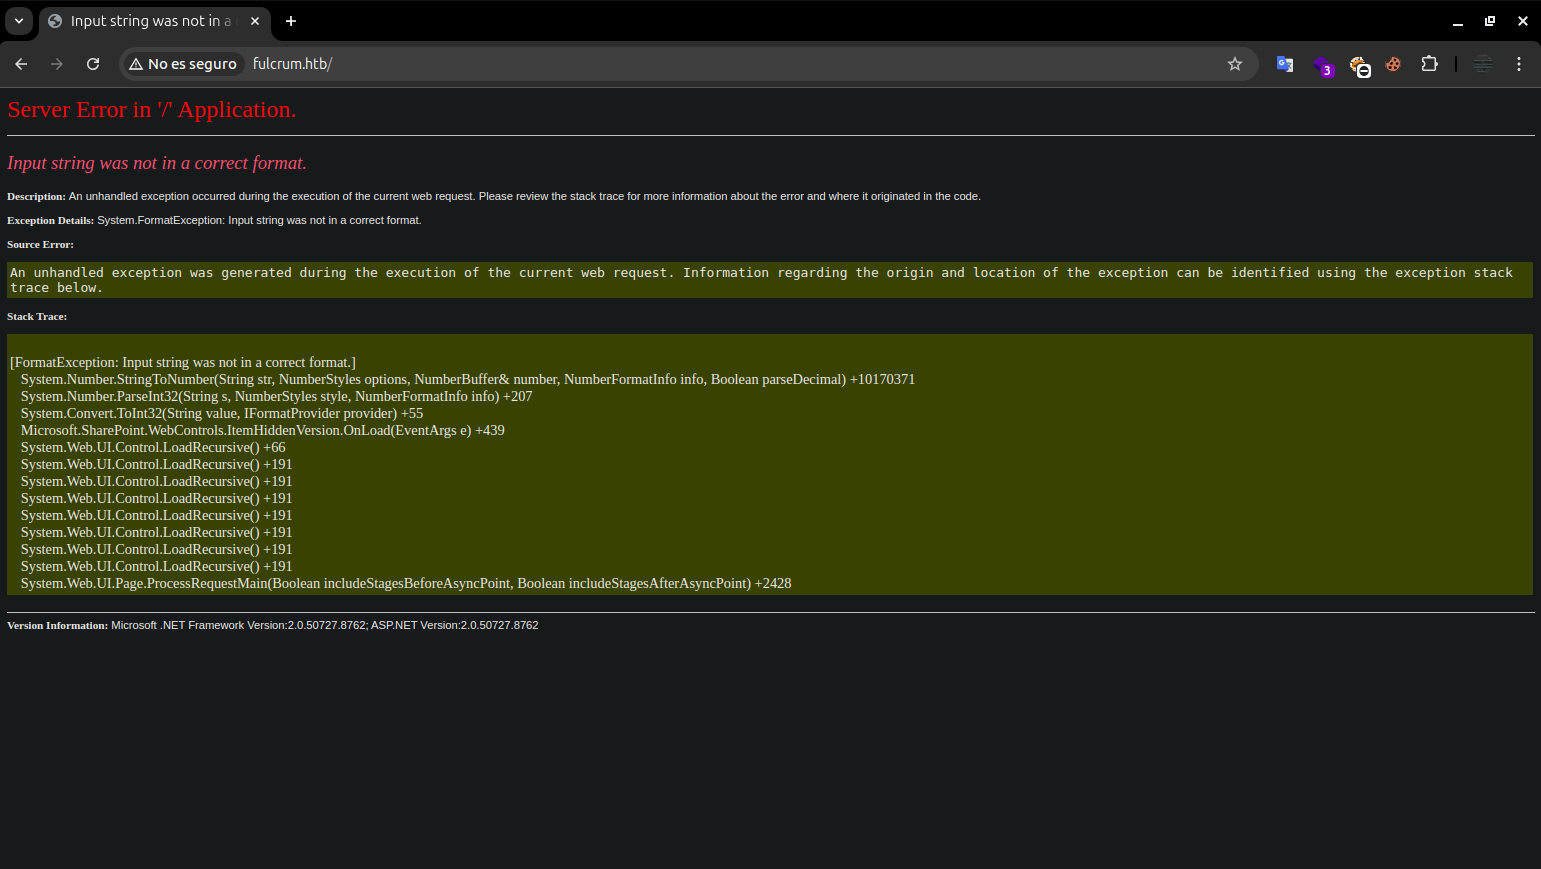 Input string was not in a
No es seguro
fulcrum.htb/
3
Server Error in '/' Application.
Input string was not in a correct format.
Description: An unhandled exception occurred during the execution of the current web request. Please review the stack trace for more information about the error and where it originated in the code.
Exception Details: System.FormatException: Input string was not in a correct format.
Source Error:
An unhandled exception was generated during the execution of the current web request. Information regarding the origin and location of the exception can be identified using the exception stack
trace below.
Stack Trace:
[FormatException: Input string was not in a correct format.]
System.Number.StringToNumber(String str, NumberStyles options, NumberBuffer& number, NumberFormatInfo info, Boolean parseDecimal) +10170371
System.Number.ParseInt32(String s, NumberStyles style, NumberFormatInfo info) +207
System.Convert.ToInt32(String value, IFormatProvider provider) +55
Microsoft.SharePoint.WebControls.ItemHiddenVersion.OnLoad(EventArgs e) +439
System.Web.UI.Control.LoadRecursive() +66
System.Web.UI.Control.LoadRecursive() +191
System.Web.UI.Control.LoadRecursive() +191
System.Web.UI.Control.LoadRecursive() +191
System.Web.UI.Control.LoadRecursive() +191
System.Web.UI.Control.LoadRecursive() +191
System.Web.UI.Control.LoadRecursive() +191
System.Web.UI.Control.LoadRecursive() +191
System.Web.UI.Page.ProcessRequestMain(Boolean includeStagesBeforeAsyncPoint, Boolean includeStagesAfterAsyncPoint) +2428
Version Information: Microsoft .NET Framework Version:2.0.50727.8762; ASP.NET Version:2.0.50727.8762